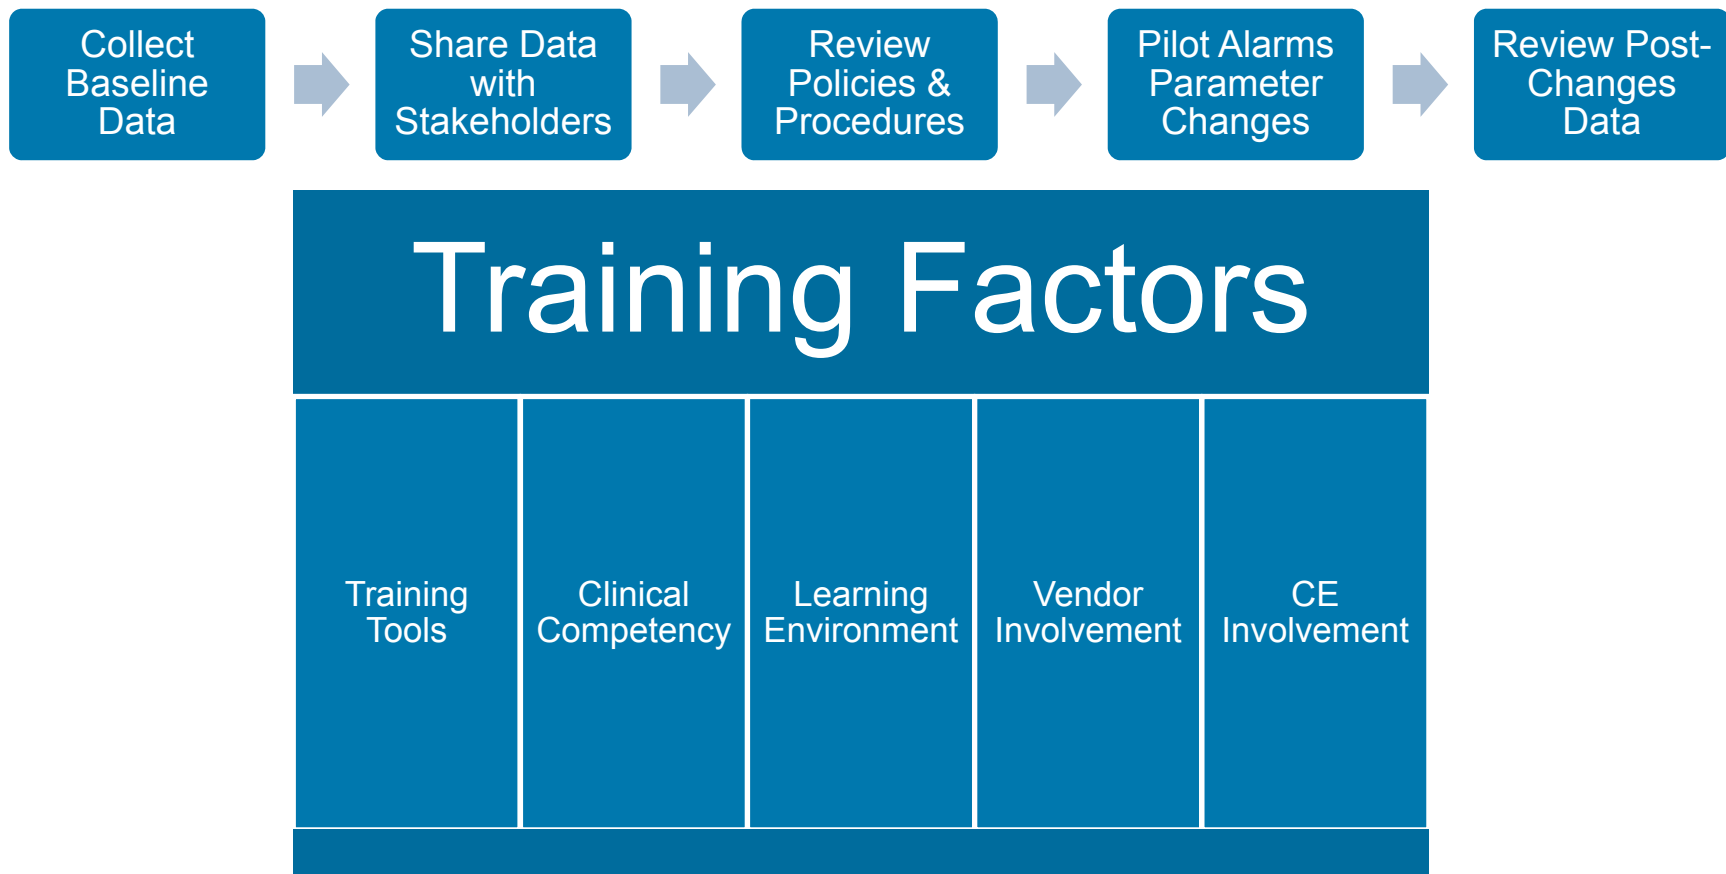 Collect
Baseline
Data
Share Data
with
Stakeholders
Review
Policies &
Procedures
Pilot Alarms
Parameter
Changes
Review Post-
Changes
Data
Training Factors
Training
Tools
Clinical
Competency
Learning
Environment
Vendor
Involvement
CE
Involvement